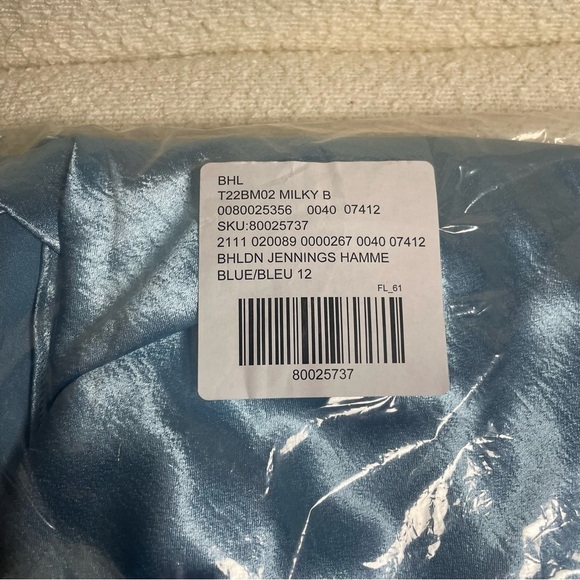 BHL
T22BM02 MILKY B
0080025356 0040 07412
SKU:80025737
2111 020089 0000267 0040 07412
BHLDN JENNINGS HAMME
BLUE/BLEU 12
FL_61
80025737